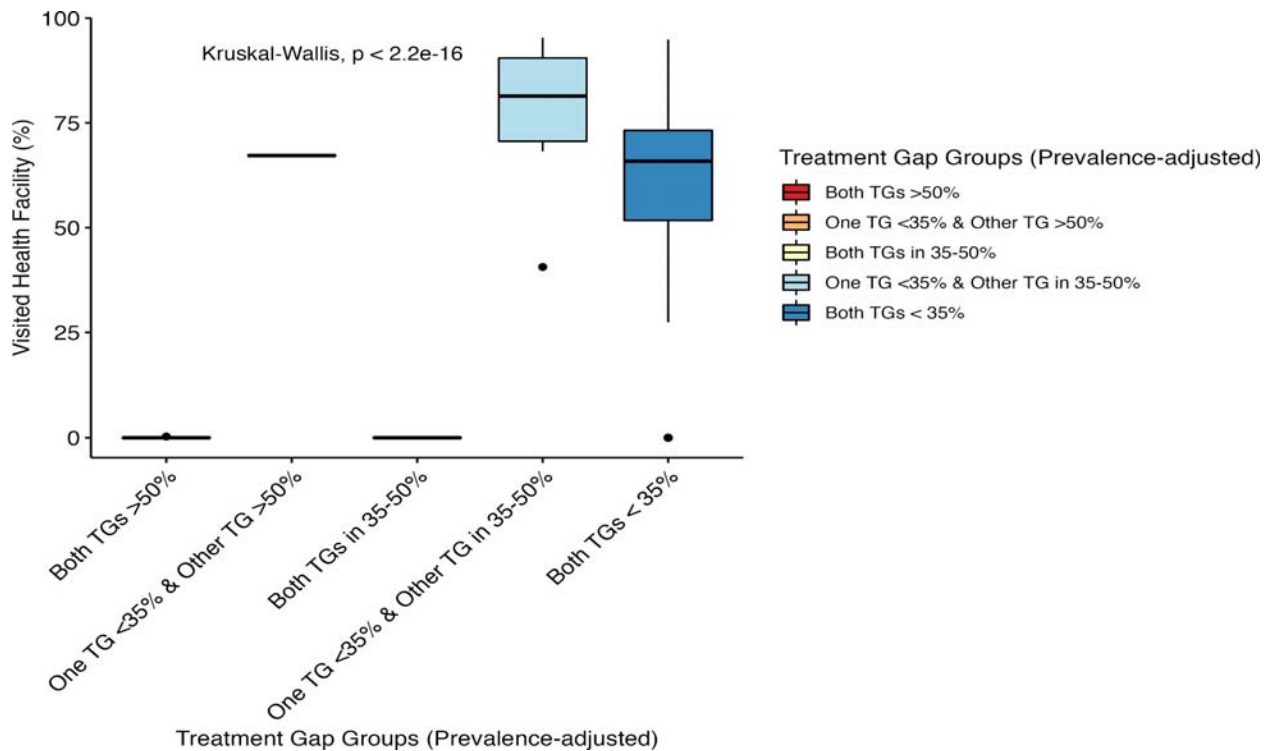 100
75
50
25
0
Visited Health Facility (%)
Kruskal-Wallis, p < 2.2e-16
Both TGs >50%
One TG <35% & Other TG >50%
Both TGs in 35-50%
One TG <35% & Other TG in 35-50%
Both TGs < 35%
Treatment Gap Groups (Prevalence-adjusted)
Treatment Gap Groups (Prevalence-adjusted)
Both TGs >50%
One TG <35% & Other TG >50%
Both TGs in 35-50%
One TG <35% & Other TG in 35-50%
Both TGs < 35%